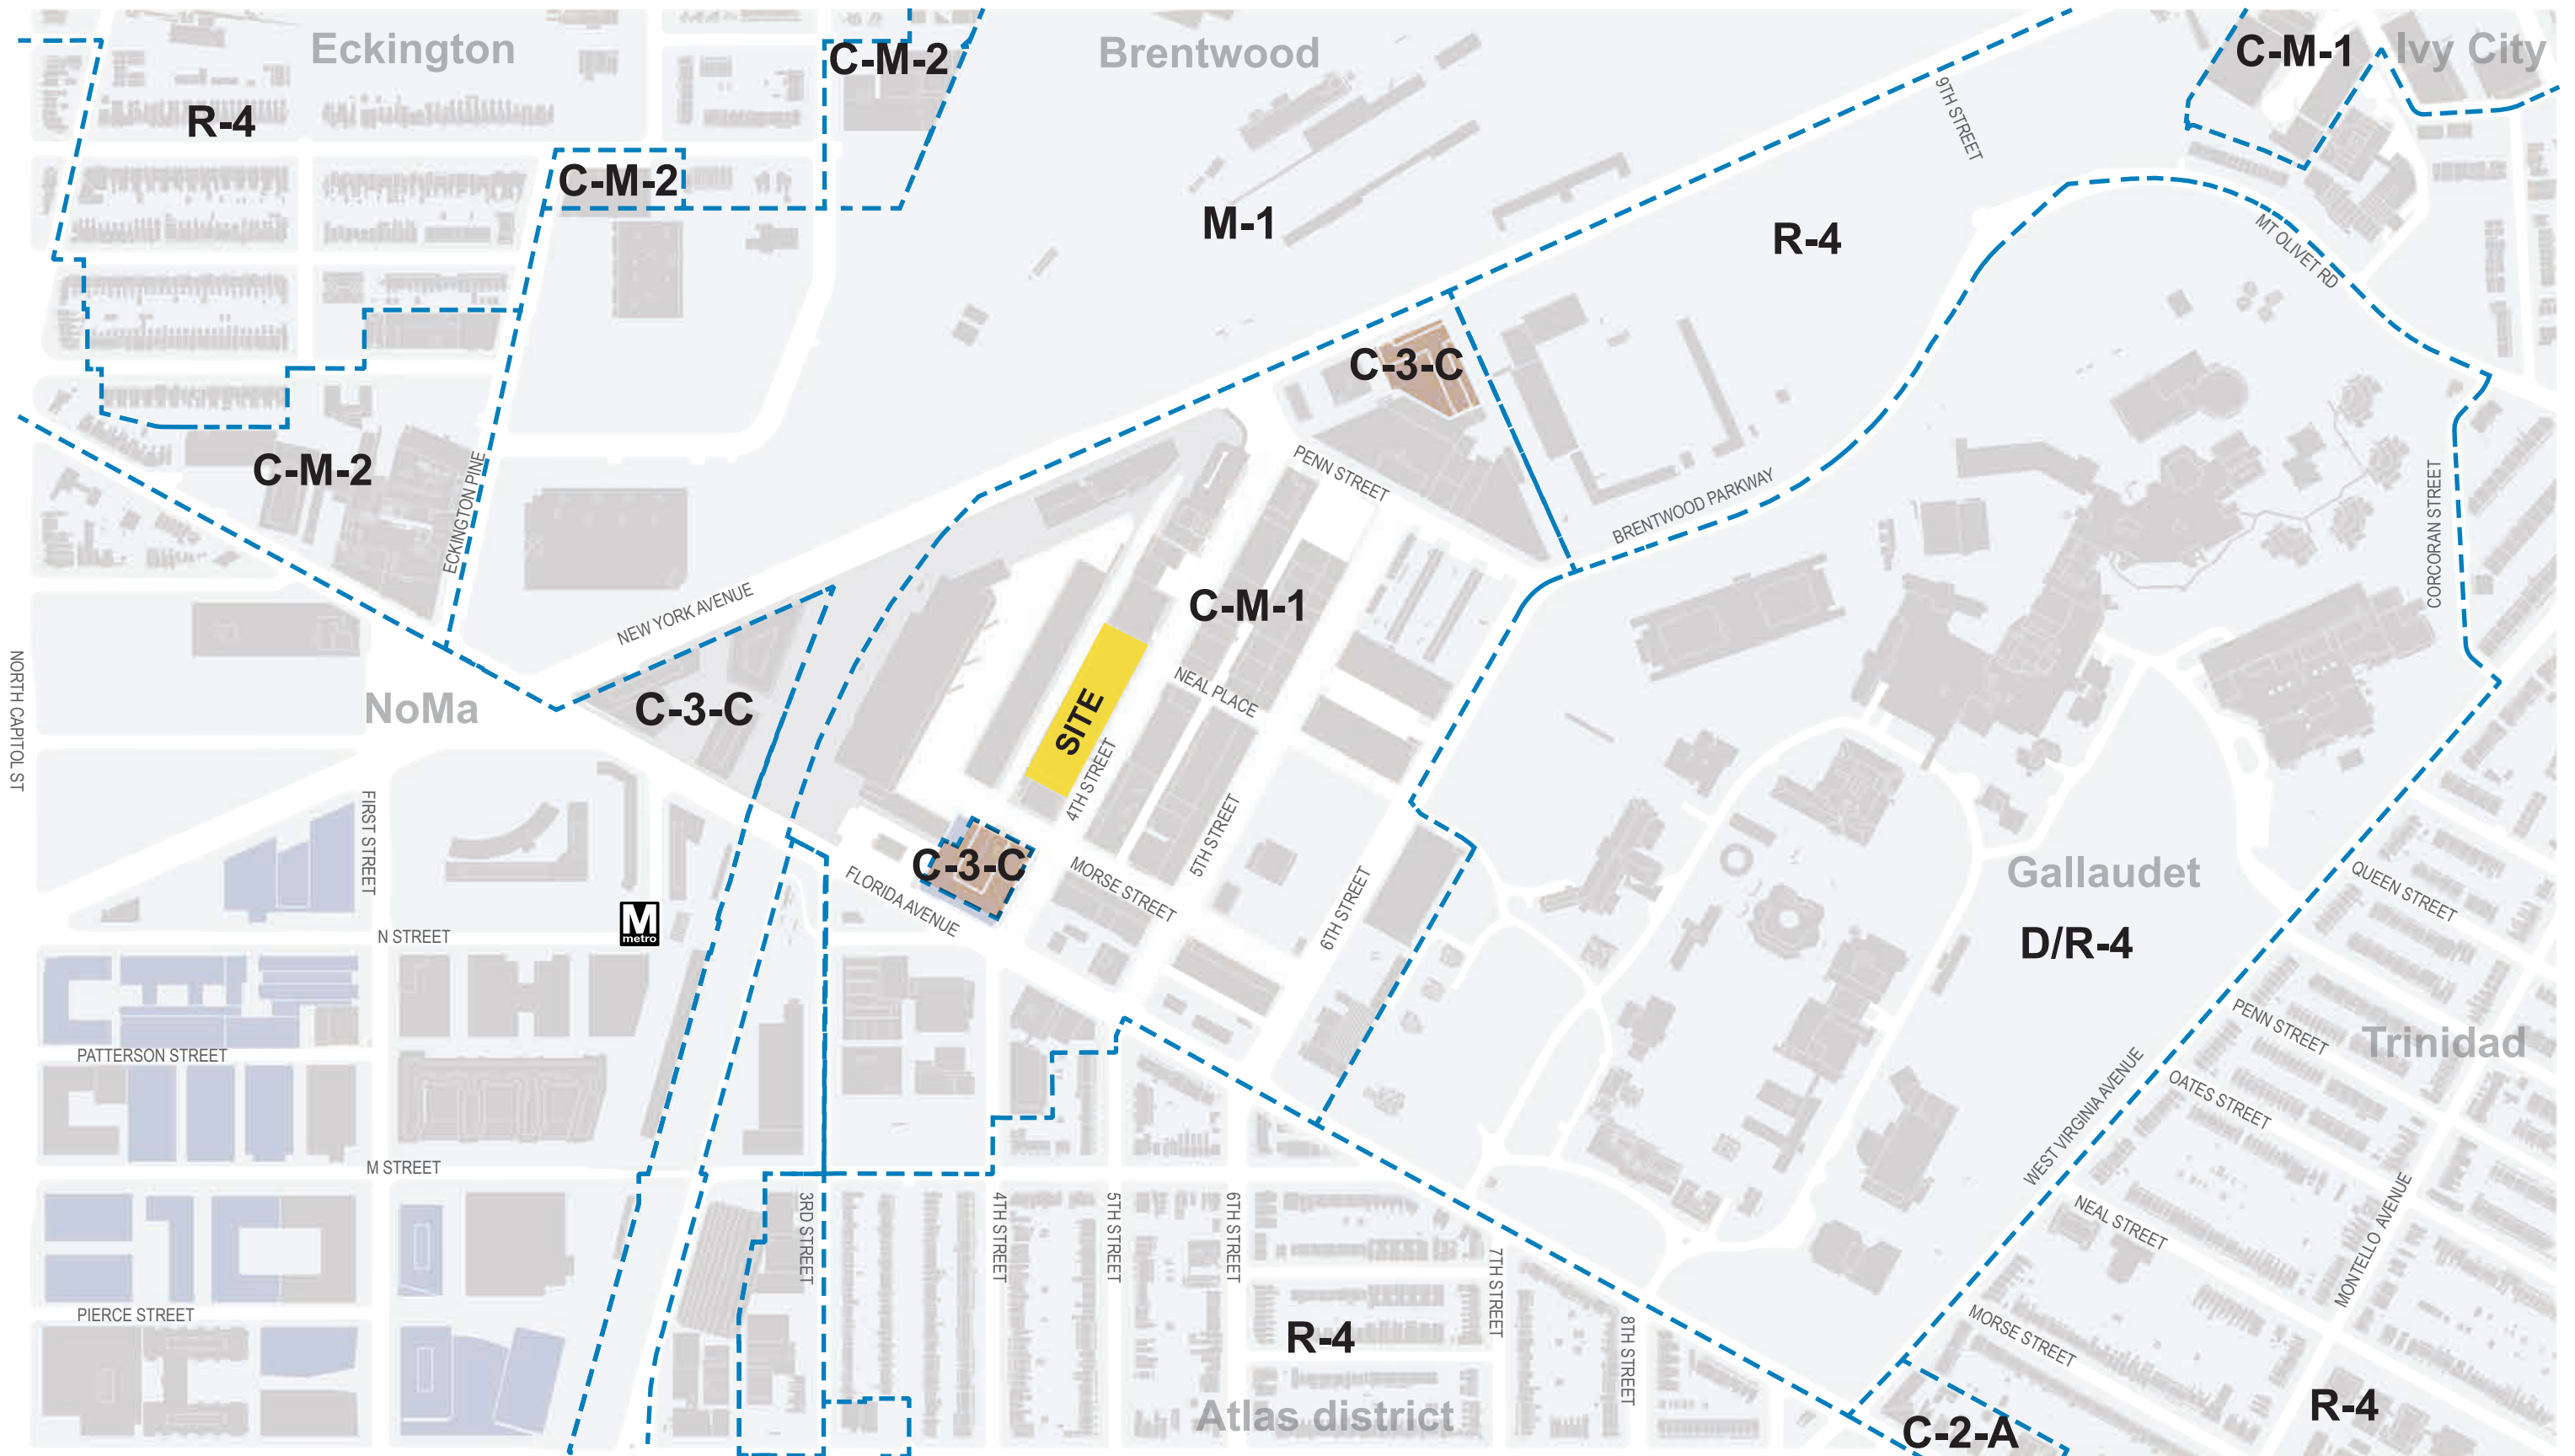 Eckington
C-M-2
Brentwood
C-M-1
Ivy City
R-4
9TH STREET
C-M-2
M-1
R-4
MT OLIVET RD
C-3-C
C-M-2
ECKINGTON PINE
PENN STREET
BRENTWOOD PARKWAY
CORCORAN STREET
NEW YORK AVENUE
C-M-1
NORTH CAPITOL ST
NoMa
C-3-C
SITE
NEAL PLACE
4TH STREET
FIRST STREET
5TH STREET
C-3-C
MORSE STREET
FLORIDA AVENUE
6TH STREET
Gallaudet
QUEEN STREET
M
metro
N STREET
D/R-4
PENN STREET
Trinidad
PATTERSON STREET
OATES STREET
WEST VIRGINIA AVENUE
M STREET
3RD STREET
4TH STREET
5TH STREET
6TH STREET
7TH STREET
NEAL STREET
MONTELLO AVENUE
PIERCE STREET
R-4
8TH STREET
MORSE STREET
Atlas district
C-2-A
R-4